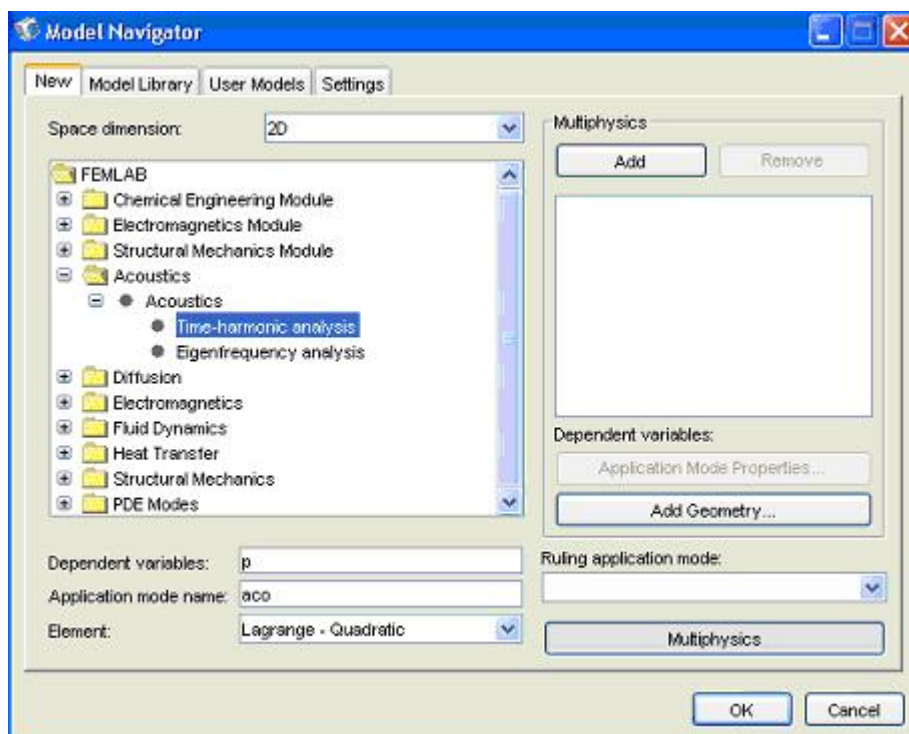 Model Navigator
New Model Library User Models Settings
Space dimension: 2D
FEMLAB
Chemical Engineering Module
Electromagnetics Module
Structural Mechanics Module
Acoustics
Acoustics
Time-harmonic analysis
Eigenfrequency analysis
Diffusion
Electromagnetics
Fluid Dynamics
Heat Transfer
Structural Mechanics
PDE Modes
Dependent variables: p
Application mode name: aco
Element: Lagrange - Quadratic
Multiphysics
Add Remove
Dependent variables:
Application Mode Properties...
Add Geometry...
Ruling application mode:
Multiphysics
OK Cancel